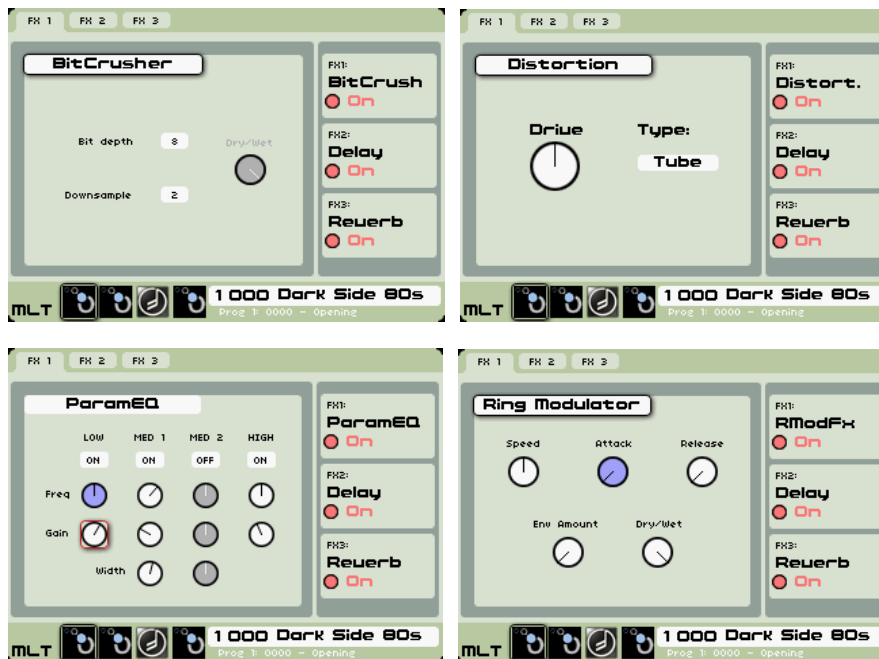 FX 1 FX 2 FX 3
BitCrusher
Bit depth 8
Dry/Wet
Downsample 2
FX1:
BitCrush
On
FX2:
Delay
On
FX3:
Reverb
On
MLT
1 000 Dark Side 80s
Prog 1: 0000 - Opening
FX 1 FX 2 FX 3
Distortion
Drive Type:
Tube
FX1:
Distort.
On
FX2:
Delay
On
FX3:
Reverb
On
MLT
1 000 Dark Side 80s
Prog 1: 0000 - Opening
FX 1 FX 2 FX 3
ParamEQ
LOW MED 1 MED 2 HIGH
ON ON OFF ON
Freq
Gain
Width
FX1:
ParamEQ
On
FX2:
Delay
On
FX3:
Reverb
On
MLT
1 000 Dark Side 80s
Prog 1: 0000 - Opening
FX 1 FX 2 FX 3
Ring Modulator
Speed Attack Release
Env Amount Dry/Wet
FX1:
RModFx
On
FX2:
Delay
On
FX3:
Reverb
On
MLT
1 000 Dark Side 80s
Prog 1: 0000 - Opening